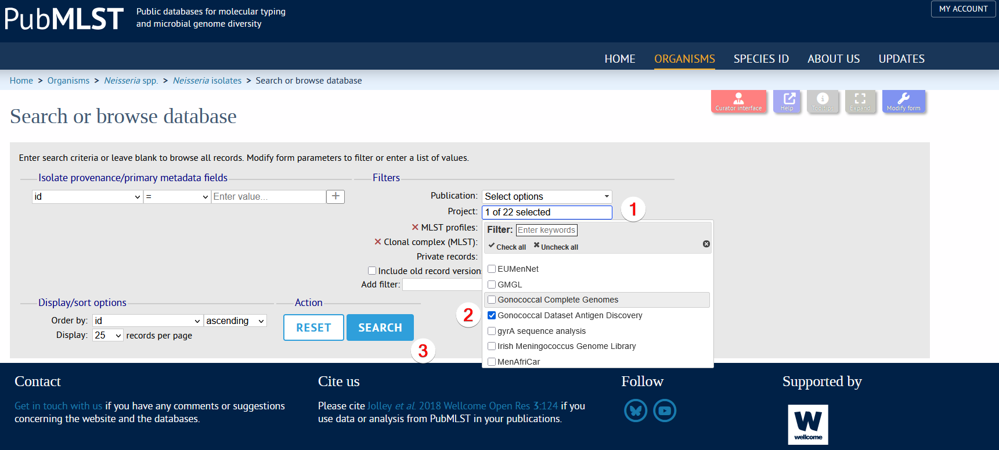 PubMLST
Public databases for molecular typing
and microbial genome diversity
MY ACCOUNT
HOME ORGANISMS SPECIES ID ABOUT US UPDATES
Home > Organisms > Neisseria spp. > Neisseria isolates > Search or browse database
Curator interface Help Tooltips Expand Modify form
Search or browse database
Enter search criteria or leave blank to browse all records. Modify form parameters to filter or enter a list of values.
Isolate provenance/primary metadata fields
id = Enter value... +
Filters
Publication: Select options
Project: 1 of 22 selected
1
MLST profiles:
Clonal complex (MLST):
Private records:
Include old record version
Add filter:
Filter: Enter keywords
Check all Uncheck all
EUMenNet
GMGL
Gonococcal Complete Genomes
2
Gonococcal Dataset Antigen Discovery
gyrA sequence analysis
Irish Meningococcus Genome Library
MenAfriCar
Display/sort options
Order by: id ascending
Display: 25 records per page
Action
RESET SEARCH
3
Contact
Get in touch with us if you have any comments or suggestions
concerning the website and the databases.
Cite us
Please cite Jolley et al. 2018 Wellcome Open Res 3:124 if you
use data or analysis from PubMLST in your publications.
Follow
Supported by
W
wellcome